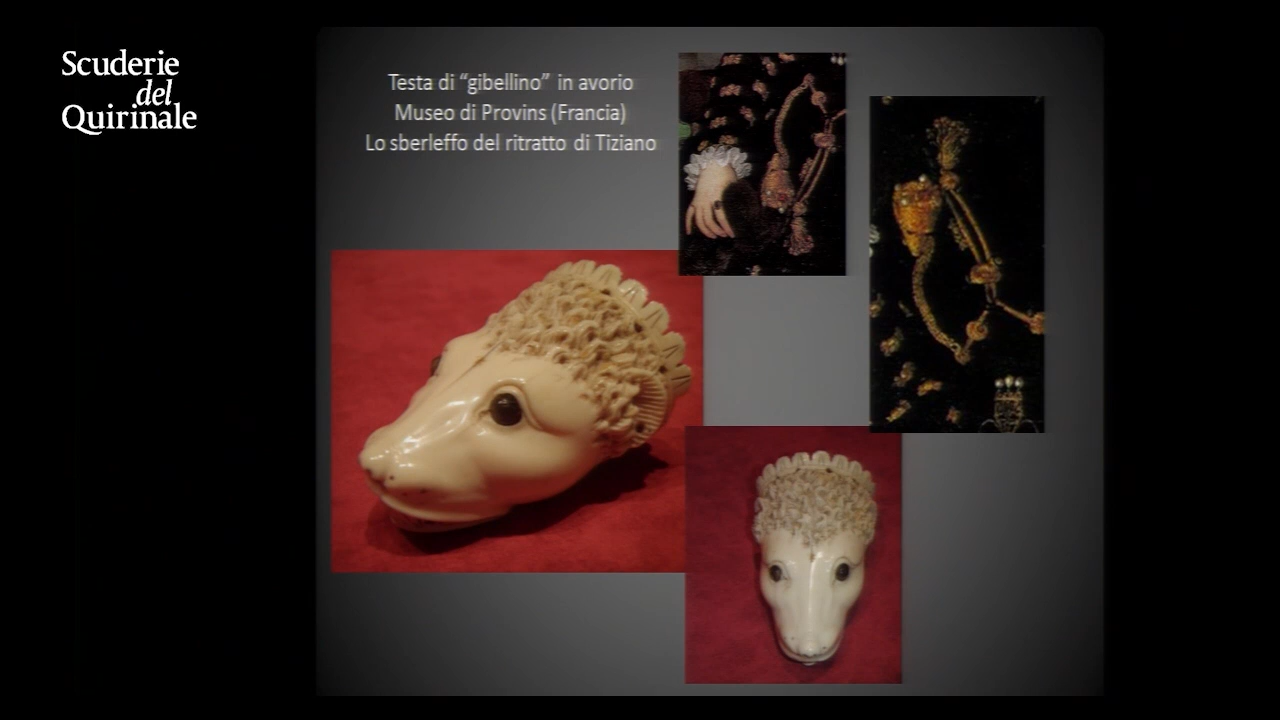 Scuderie
del
Quirinale
Testa di “gibellino” in avorio
Museo di Provins (Francia)
Lo sberleffo del ritratto di Tiziano